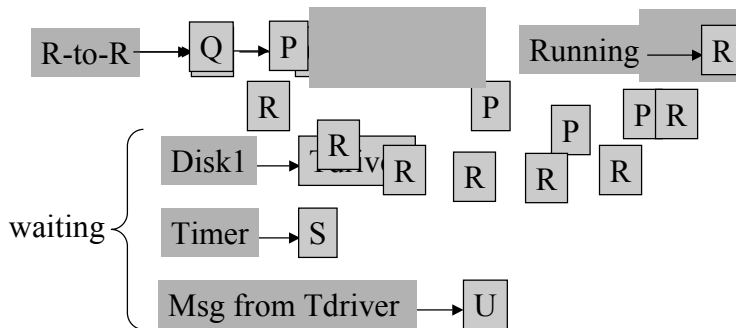 R-to-R Q P Running R
R P P P R
Disk1 R R R R R
waiting Timer S
Msg from Tdriver U